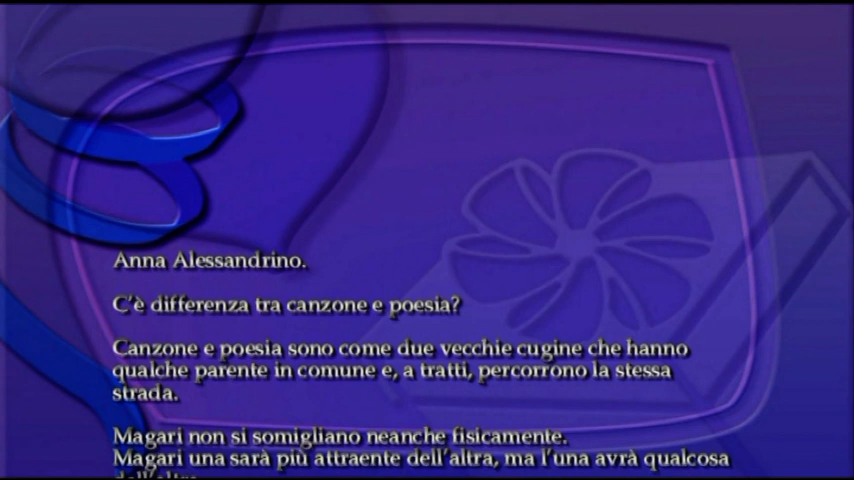 Anna Alessandrino.
C'è differenza tra canzone e poesia?
Canzone e poesia sono come due vecchie cugine che hanno
qualche parente in comune e, a tratti, percorrono la stessa
strada.
Magari non si somigliano neanche fisicamente.
Magari una sarà più attraente dell'altra, ma l'una avrà qualcosa